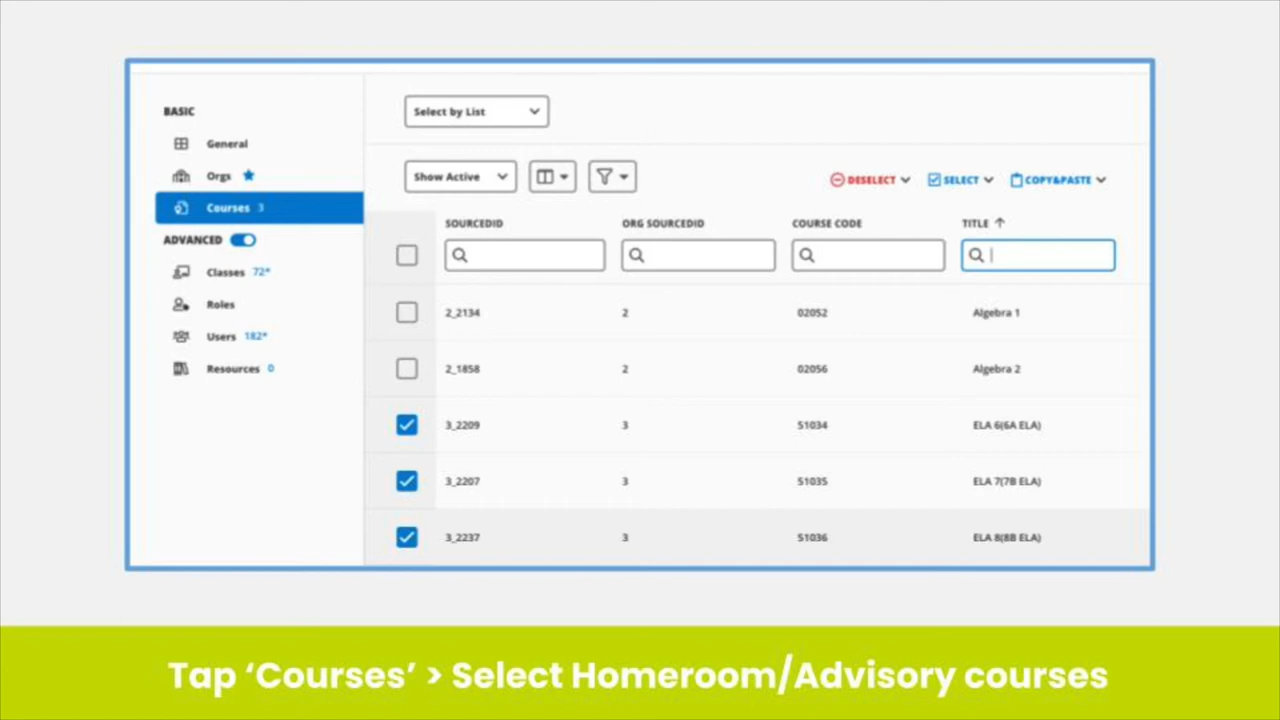 BASIC
General
Orgs
Courses 3
ADVANCED
Classes 72*
Roles
Users 182*
Resources 0
Select by List
Show Active
DESELECT SELECT COPY&PASTE
SOURCEDID ORG SOURCEDID COURSE CODE TITLE
2_2134 2 02052 Algebra 1
2_1858 2 02056 Algebra 2
3_2209 3 51034 ELA 6(6A ELA)
3_2207 3 51035 ELA 7(7B ELA)
3_2237 3 51036 ELA 8(8B ELA)
Tap ‘Courses’ > Select Homeroom/Advisory courses